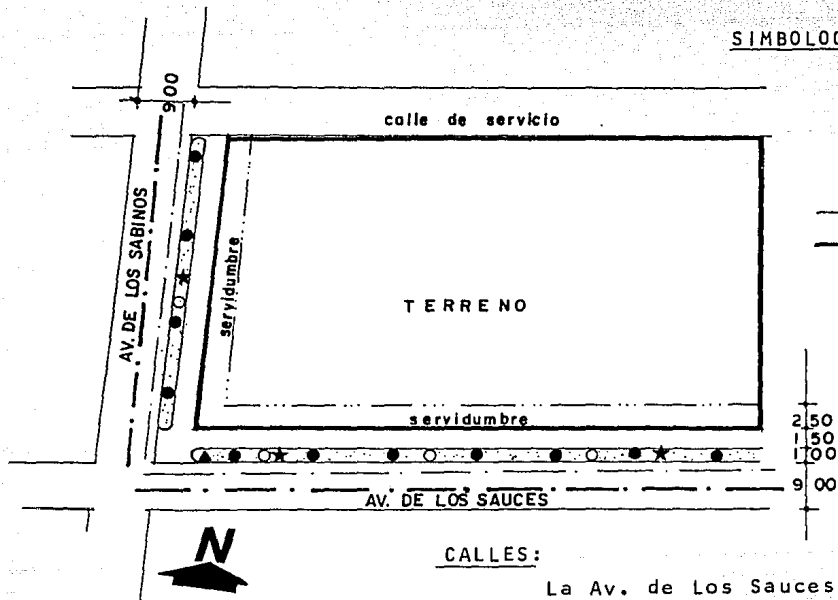 SIMBOLOG
9.00
calle de servicio
AV. DE LOS SABINOS
servidumbre
TERRENO
servidumbre
2.50
1.50
1.00
9.00
AV. DE LOS SAUCES
N
CALLES:
La Av. de Los Sauces